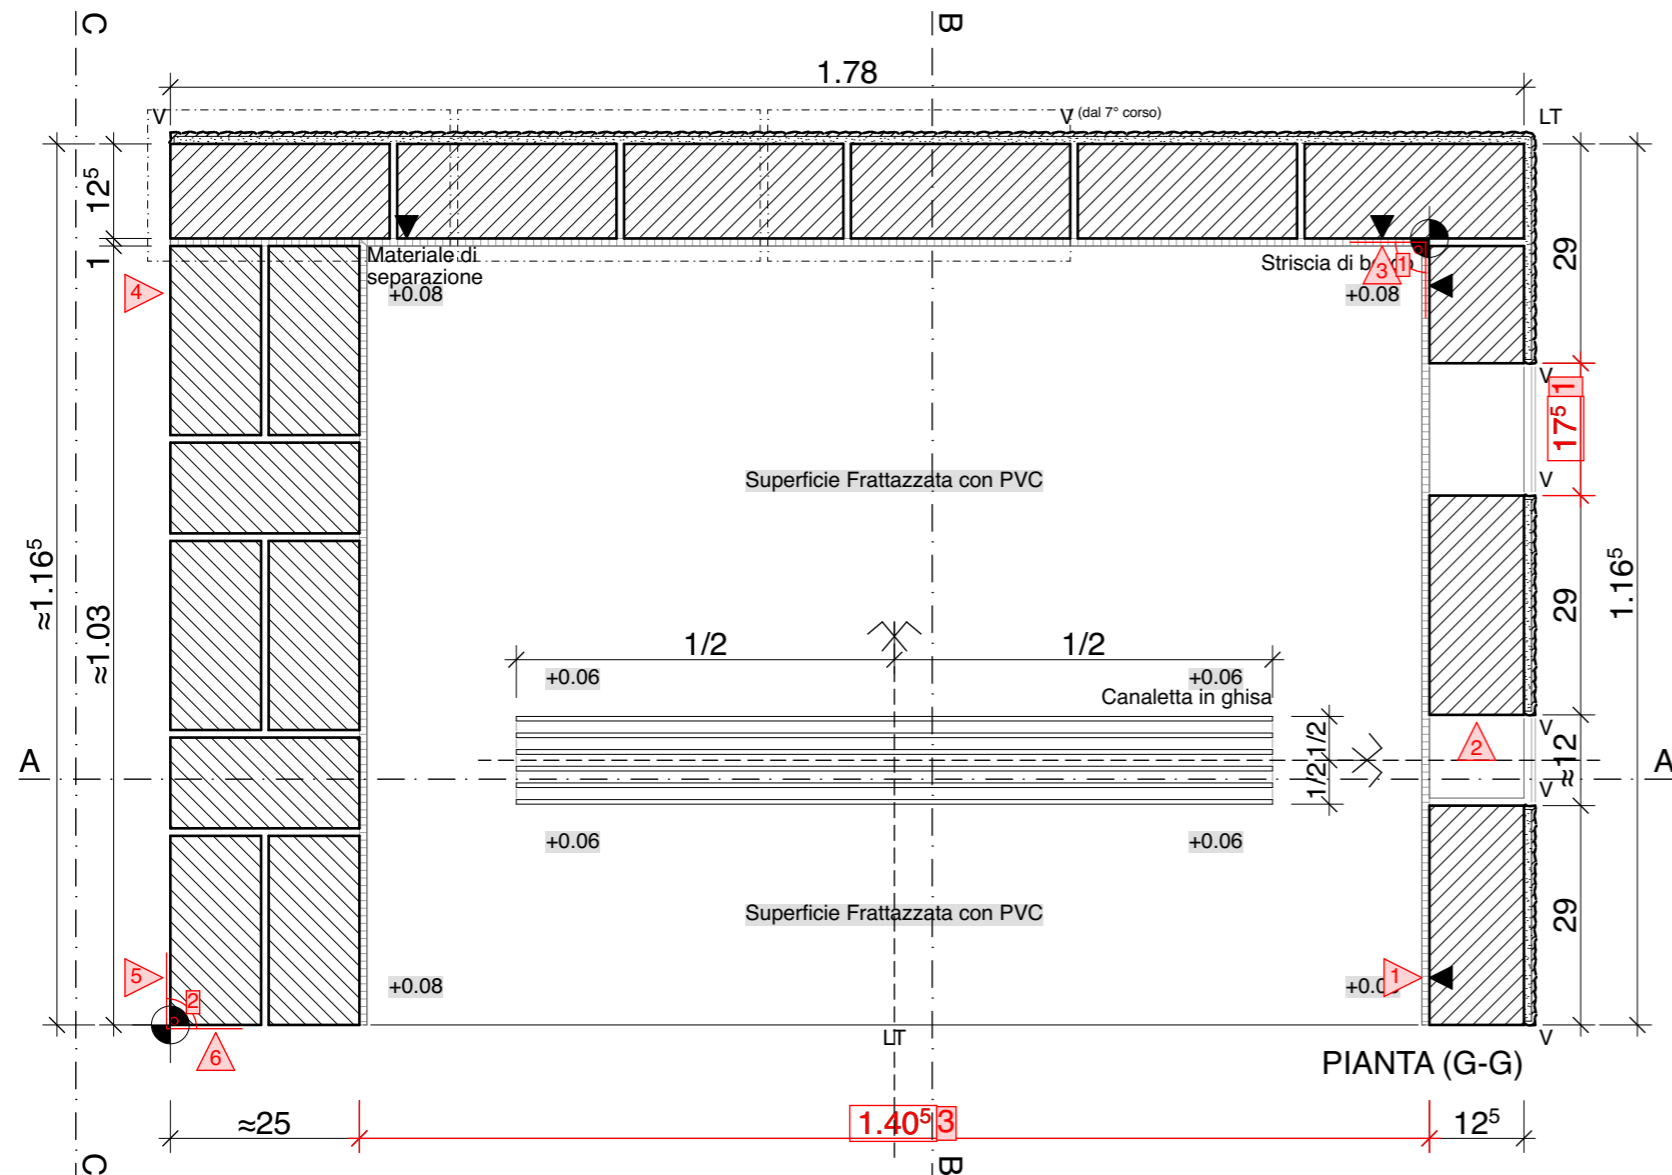 C
B
1.78
V
V (dal 7° corso)
LT
12⁵
1
Materiale di
separazione
+0.08
Striscia di b
+0.08
3
1
4
29
V
1
17⁵
V
Superficie Frattazzata con PVC
≈1.16⁵
≈1.03
29
1.16⁵
1/2
1/2
+0.06
+0.06
Canaletta in ghisa
A
1/2
1/2
2
V
≈12
V
A
+0.06
+0.06
29
Superficie Frattazzata con PVC
5
2
+0.08
+0.0
1
6
LT
V
PIANTA (G-G)
≈25
1.40⁵ 3
12⁵
C
B